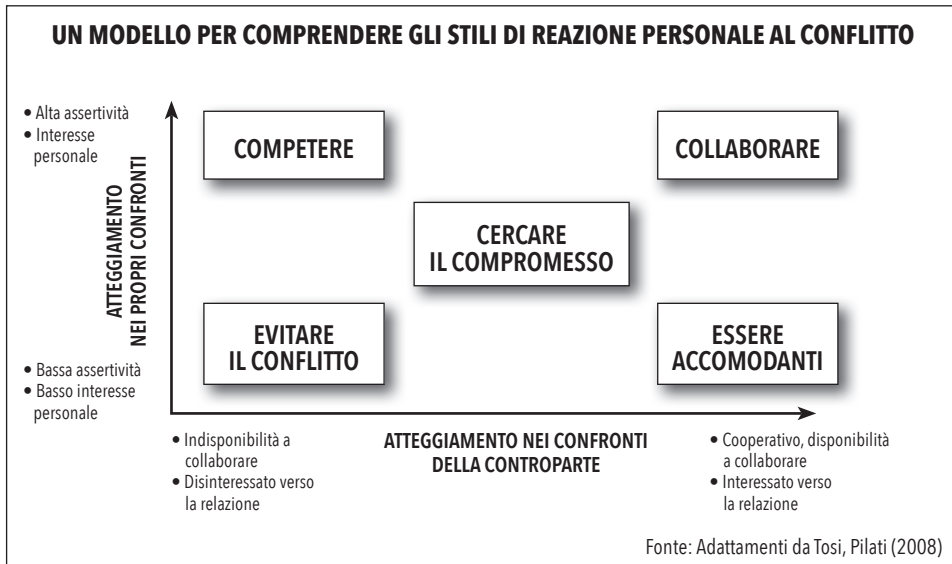 UN MODELLO PER COMPRENDERE GLI STILI DI REAZIONE PERSONALE AL CONFLITTO
• Alta assertività
• Interesse
personale
ATTEGGIAMENTO
NEI PROPRI CONFRONTI
COMPETERE
COLLABORARE
CERCARE
IL COMPROMESSO
EVITARE
IL CONFLITTO
ESSERE
ACCOMODANTI
• Bassa assertività
• Basso interesse
personale
• Indisponibilità a
collaborare
• Disinteressato verso
la relazione
ATTEGGIAMENTO NEI CONFRONTI
DELLA CONTROPARTE
• Cooperativo, disponibilità
a collaborare
• Interessato verso
la relazione
Fonte: Adattamenti da Tosi, Pilati (2008)